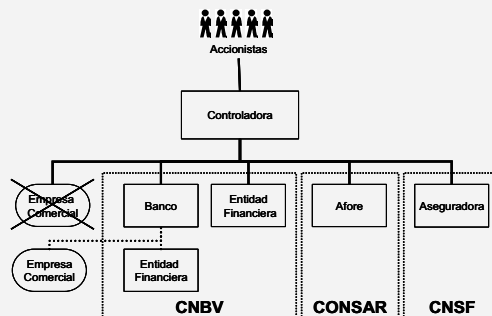 Accionistas
Controladora
Empresa
Comercial
Banco
Entidad
Financiera
Afore
Aseguradora
Empresa
Comercial
Entidad
Financiera
CNBV
CONSAR
CNSF